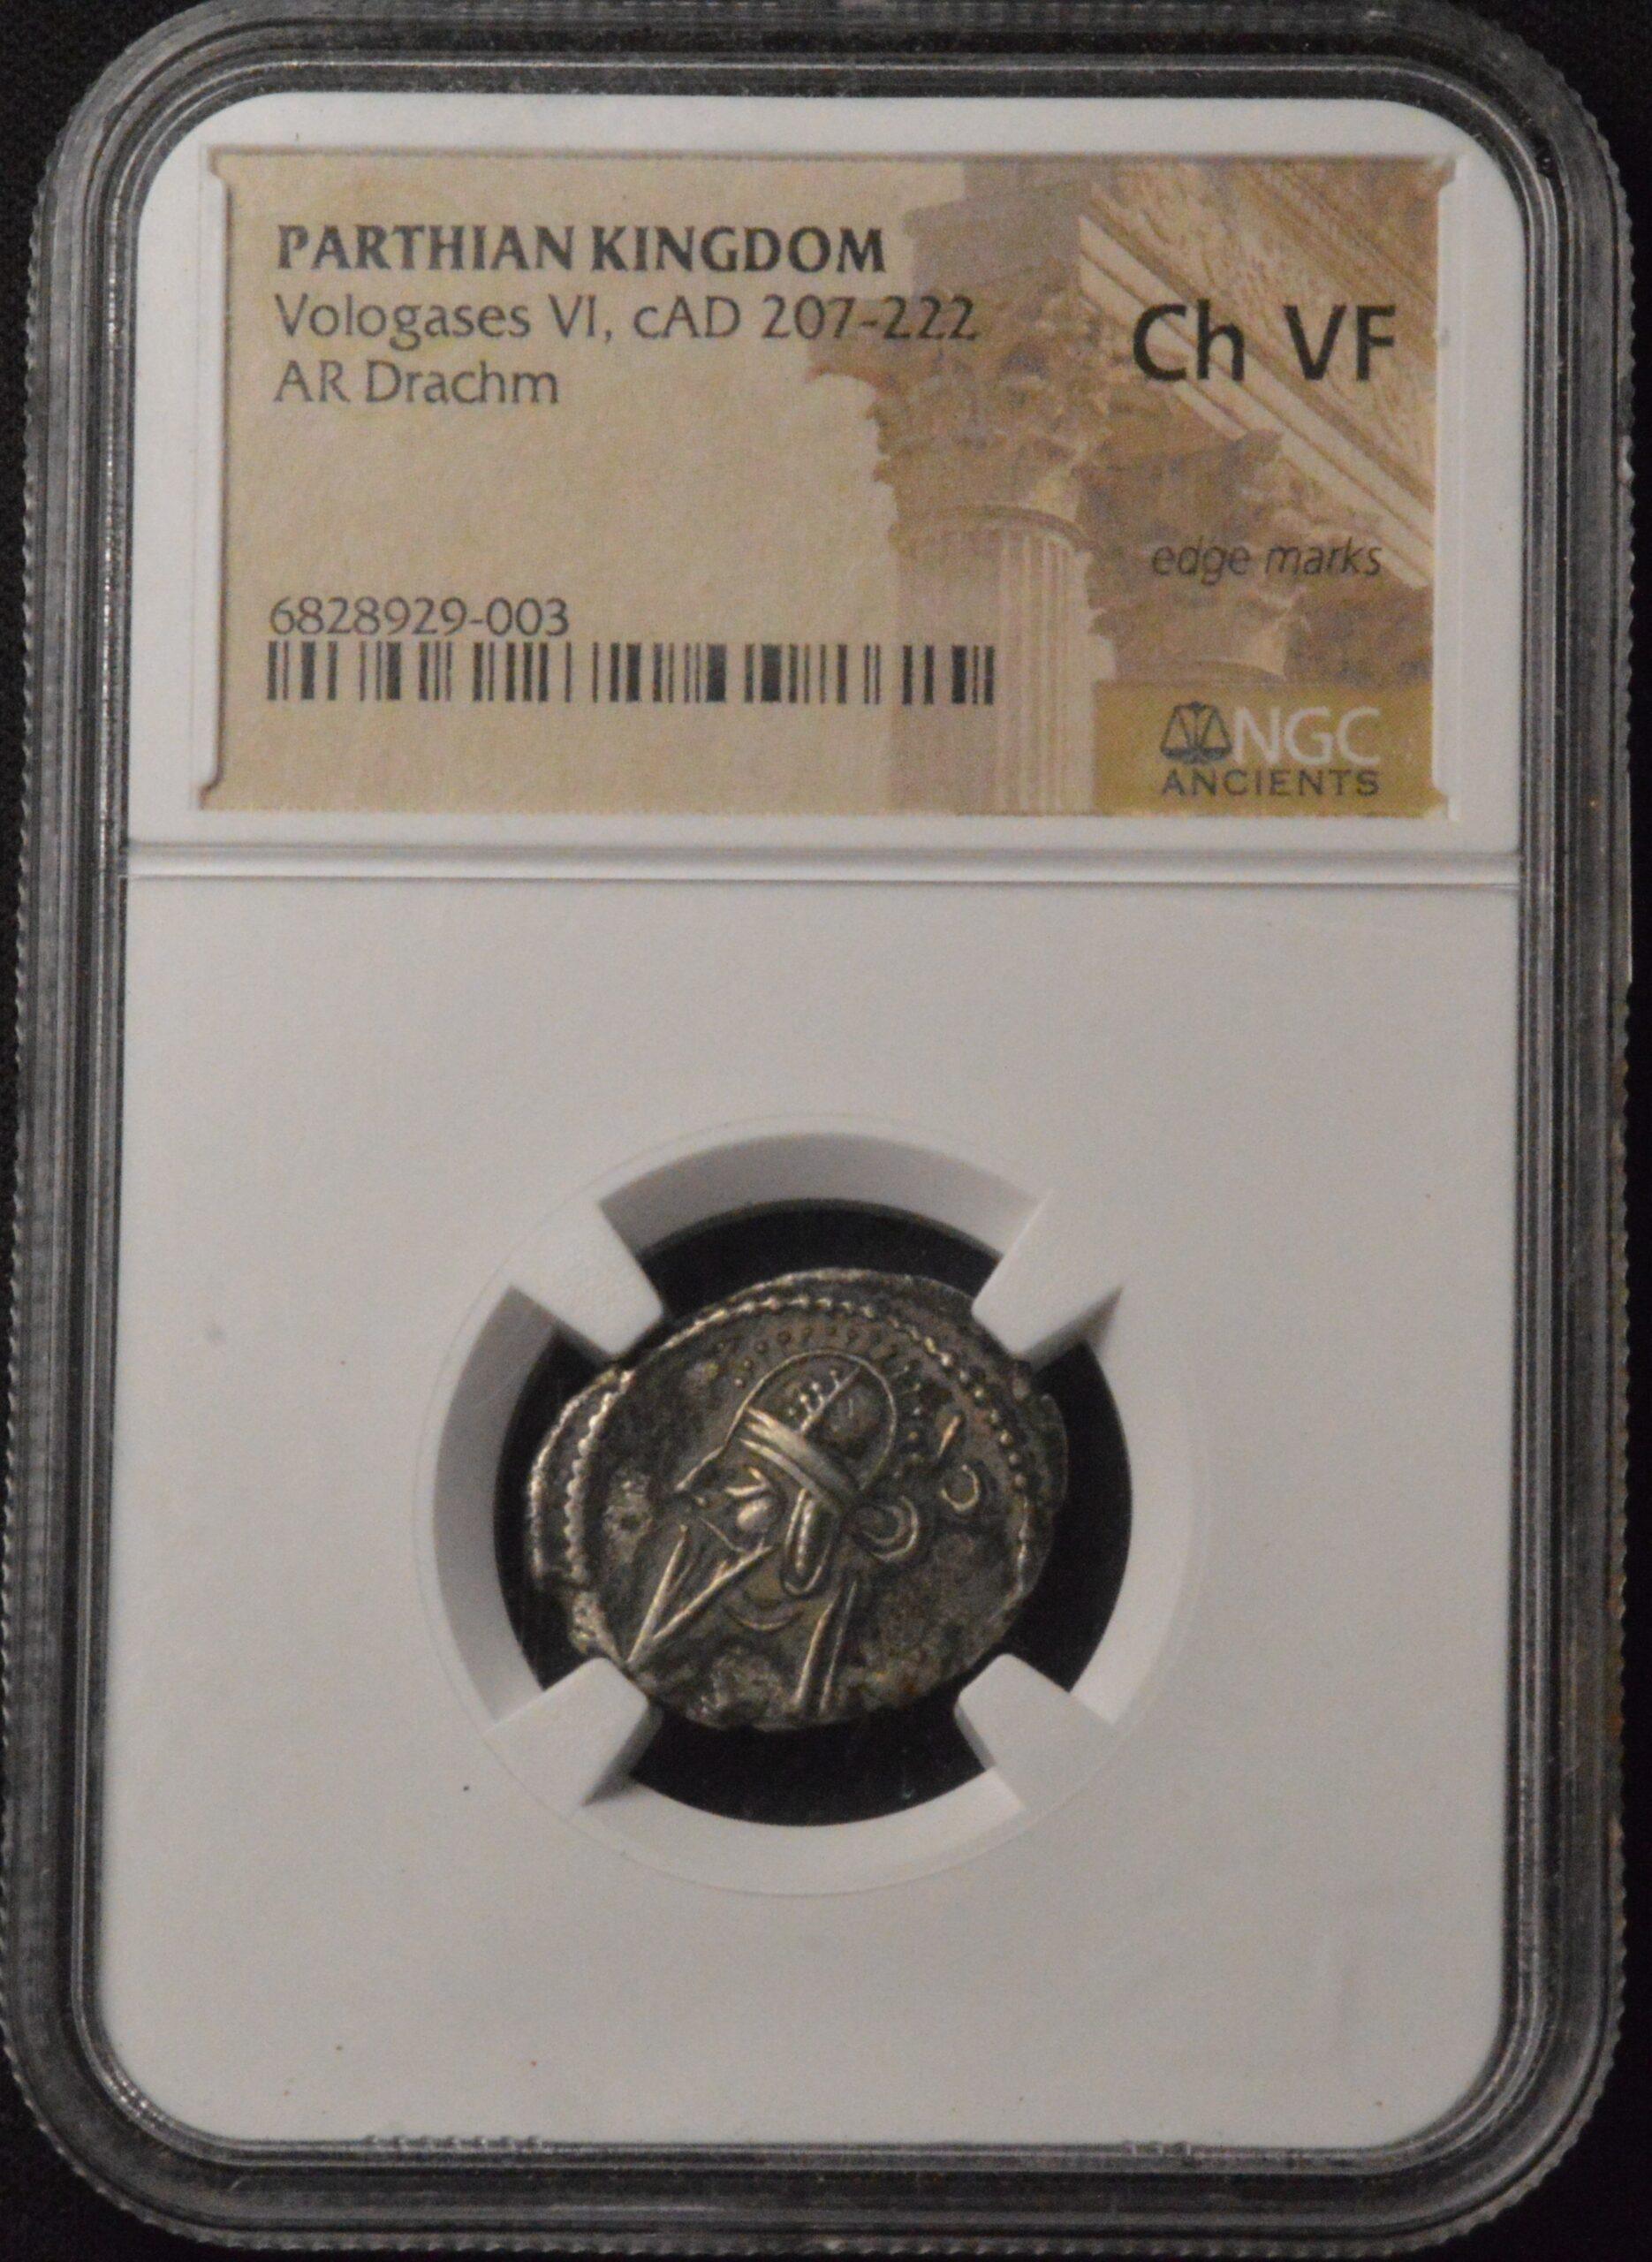 PARTHIAN KINGDOM
Vologases VI, cAD 207-222
AR Drachm
Ch VF
edge marks
6828929-003
NGC
ANCIENTS